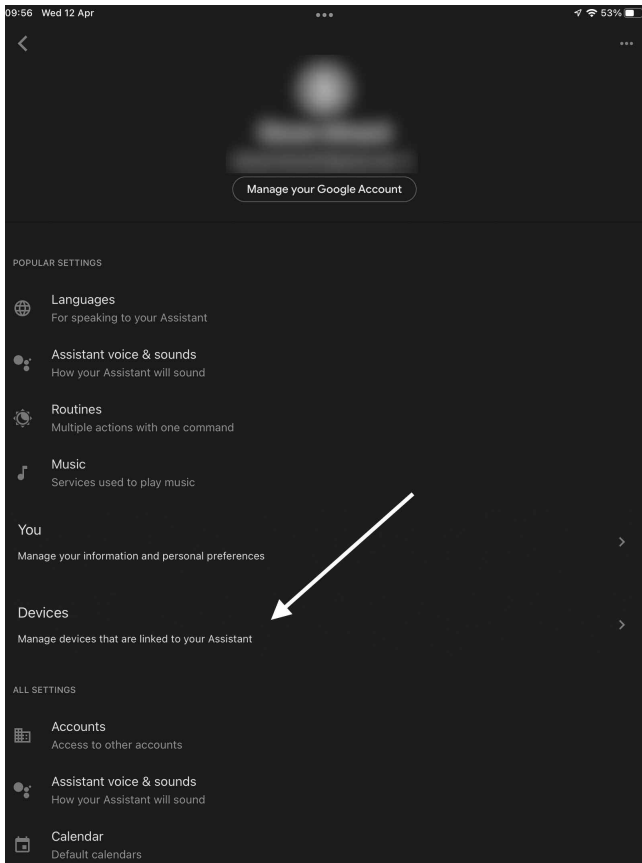 09:56 Wed 12 Apr
53%
Manage your Google Account
POPULAR SETTINGS
Languages
For speaking to your Assistant
Assistant voice & sounds
How your Assistant will sound
Routines
Multiple actions with one command
Music
Services used to play music
You
Manage your information and personal preferences
Devices
Manage devices that are linked to your Assistant
ALL SETTINGS
Accounts
Access to other accounts
Assistant voice & sounds
How your Assistant will sound
Calendar
Default calendars